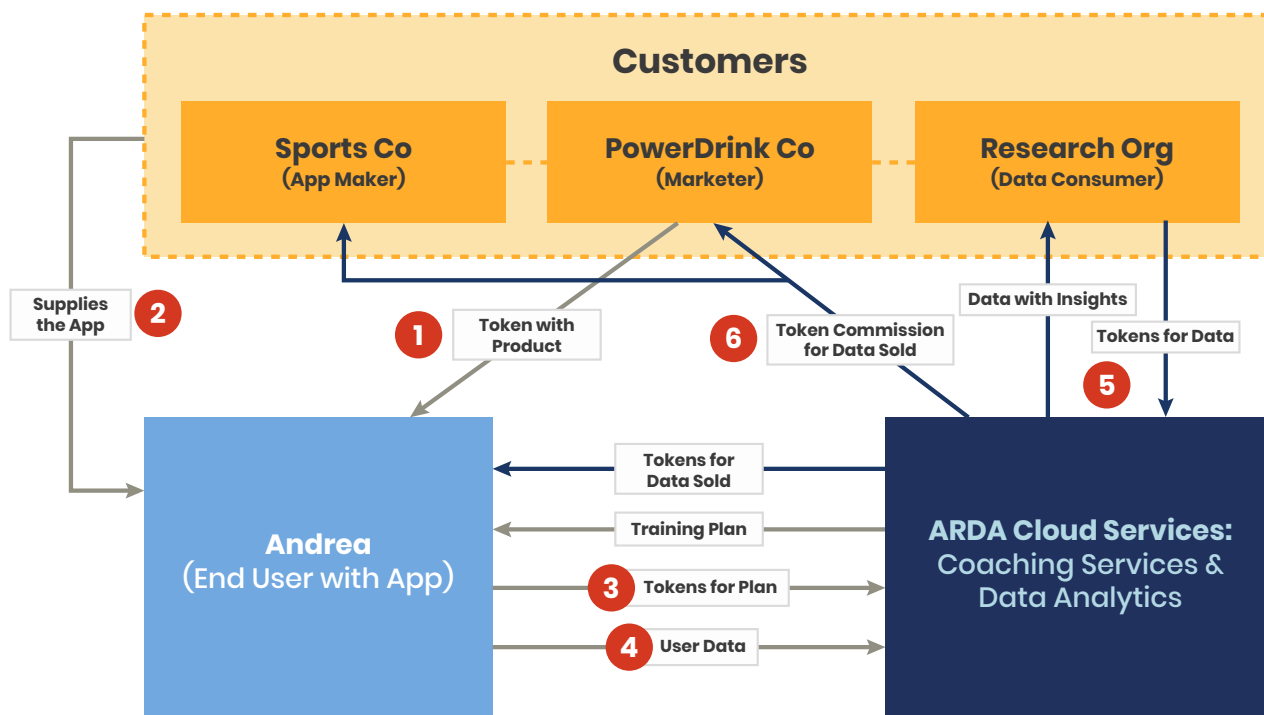 Customers
Sports Co
(App Maker)
PowerDrink Co
(Marketer)
Research Org
(Data Consumer)
Supplies
the App
2
1
Token with
Product
6
Token Commission
for Data Sold
Data with Insights
Tokens for Data
5
Andrea
(End User with App)
Tokens for
Data Sold
Training Plan
3
Tokens for Plan
4
User Data
ARDA Cloud Services:
Coaching Services &
Data Analytics